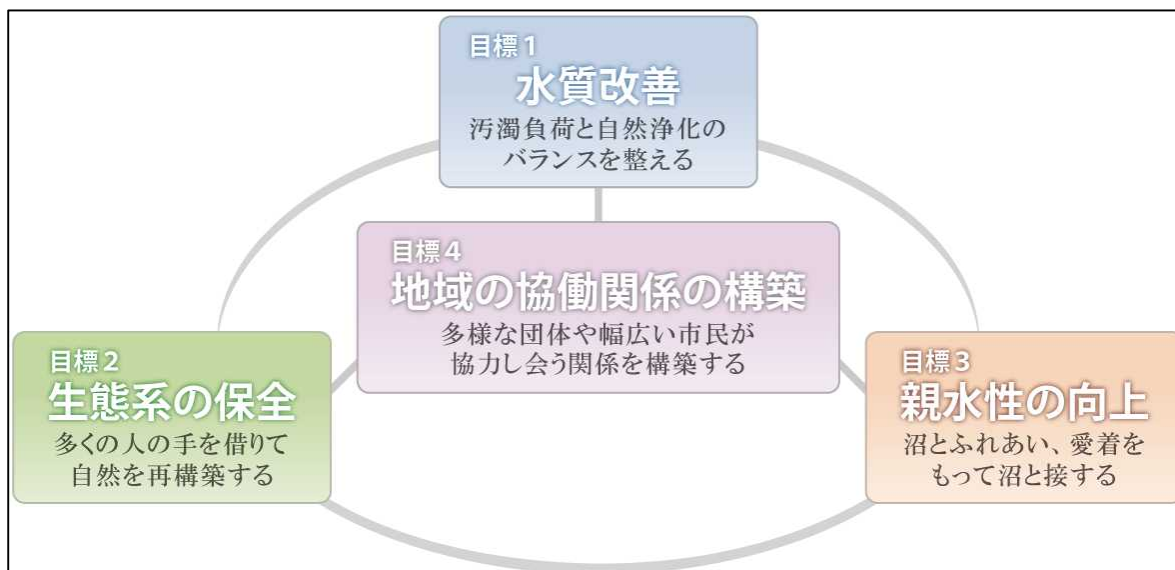 目標1
水質改善
汚濁負荷と自然浄化の
バランスを整える
目標4
地域の協働関係の構築
多様な団体や幅広い市民が
協力し会う関係を構築する
目標2
生態系の保全
多くの人の手を借りて
自然を再構築する
目標3
親水性の向上
沼とふれあい、愛着を
もって沼と接する